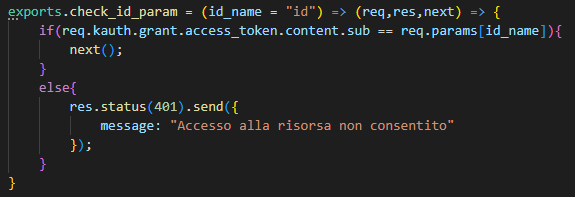 exports.check_id_param = (id_name = "id") => (req,res,next) => {
    if(req.kauth.grant.access_token.content.sub == req.params[id_name]){
        next();
    }
    else{
        res.status(401).send({
            message: "Accesso alla risorsa non consentito"
        });
    }
}